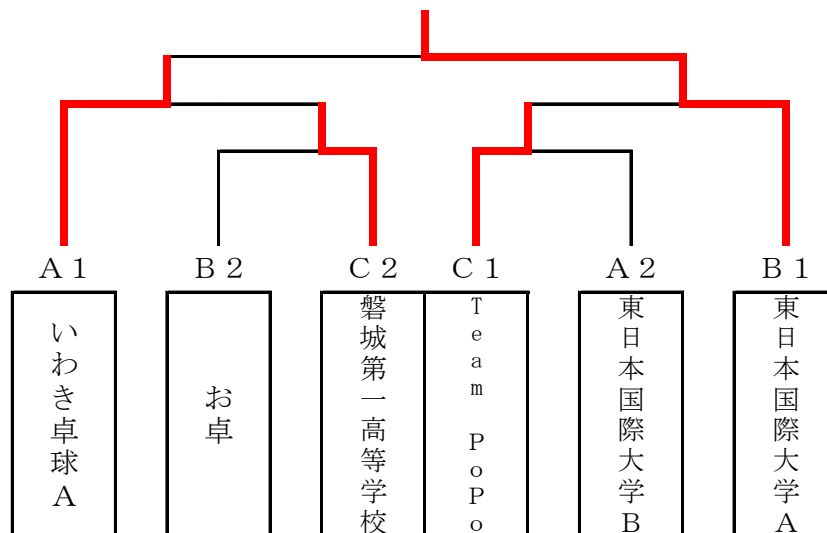 A1
B2
C2
C1
A2
B1
いわき卓球A
お卓
磐城第一高等学校
Team PoPo
東日本国際大学B
東日本国際大学A